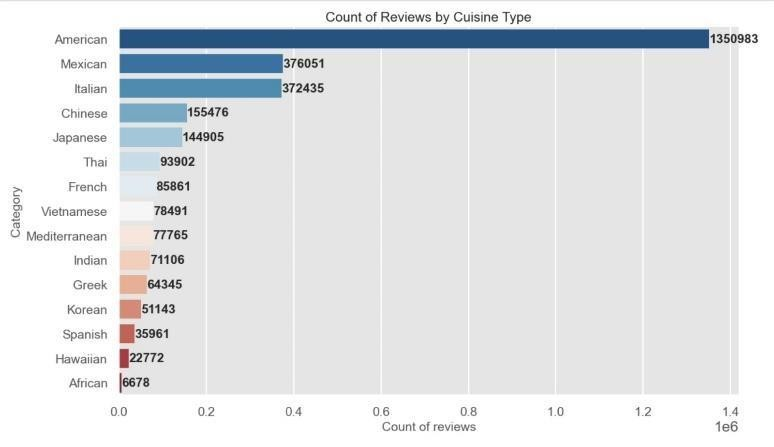 Count of Reviews by Cuisine Type
American 1350983
Mexican 376051
Italian 372435
Chinese 155476
Japanese 144905
Thai 93902
French 85861
Vietnamese 78491
Mediterranean 77765
Indian 71106
Greek 64345
Korean 51143
Spanish 35961
Hawaiian 22772
African 6678
Category
0.0 0.2 0.4 0.6 0.8 1.0 1.2 1.4
Count of reviews 1e6